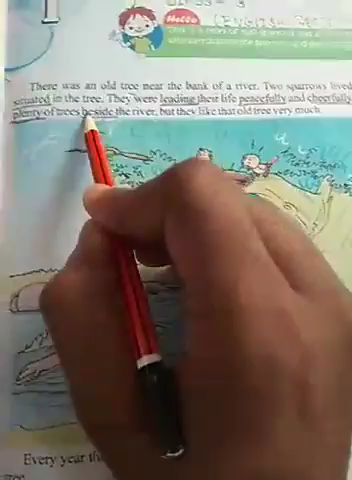 Hello
There was an old tree near the bank of a river. Two sparrows lived
situated in the tree. They were leading their life peacefully and cheerfully
plenty of trees beside the river, but they like that old tree very much.
Every year th
tree